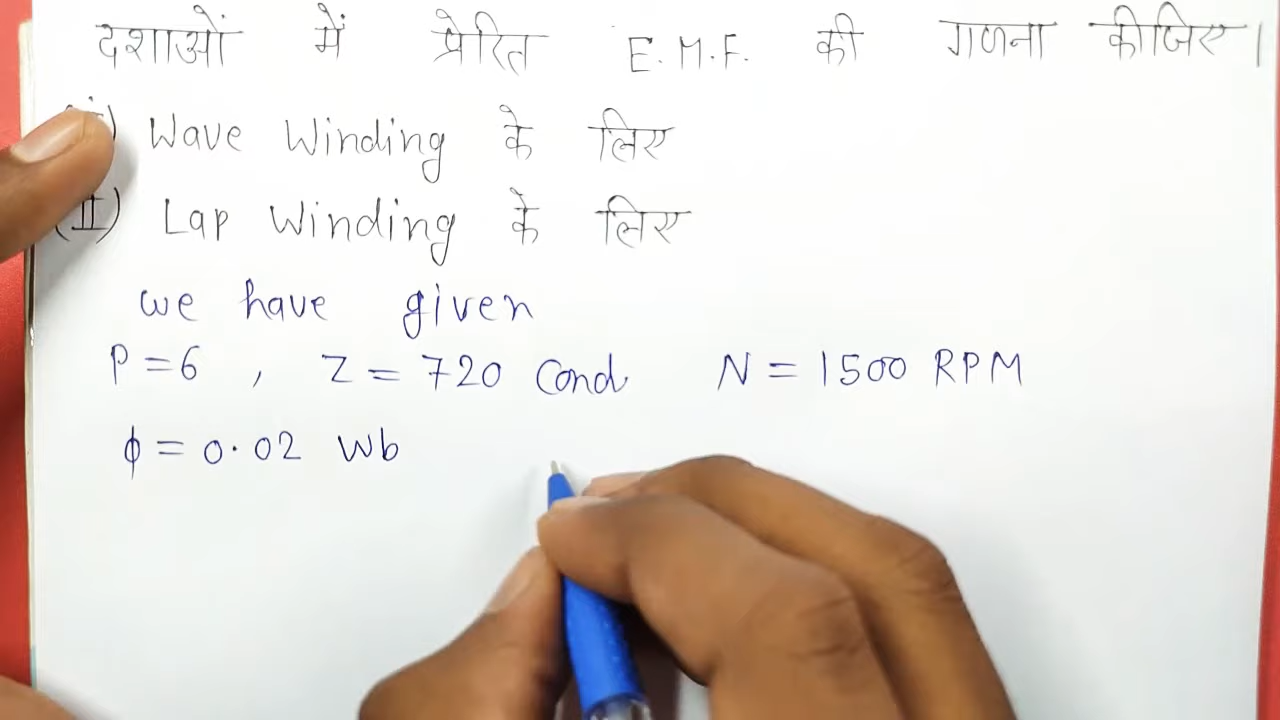 दशाओं में प्रेरित E.M.F. की गणना कीजिए।
) Wave Winding के लिए
(II) Lap Winding के लिए
we have given
P = 6 , Z = 720 Cond N = 1500 RPM
ϕ = 0.02 Wb